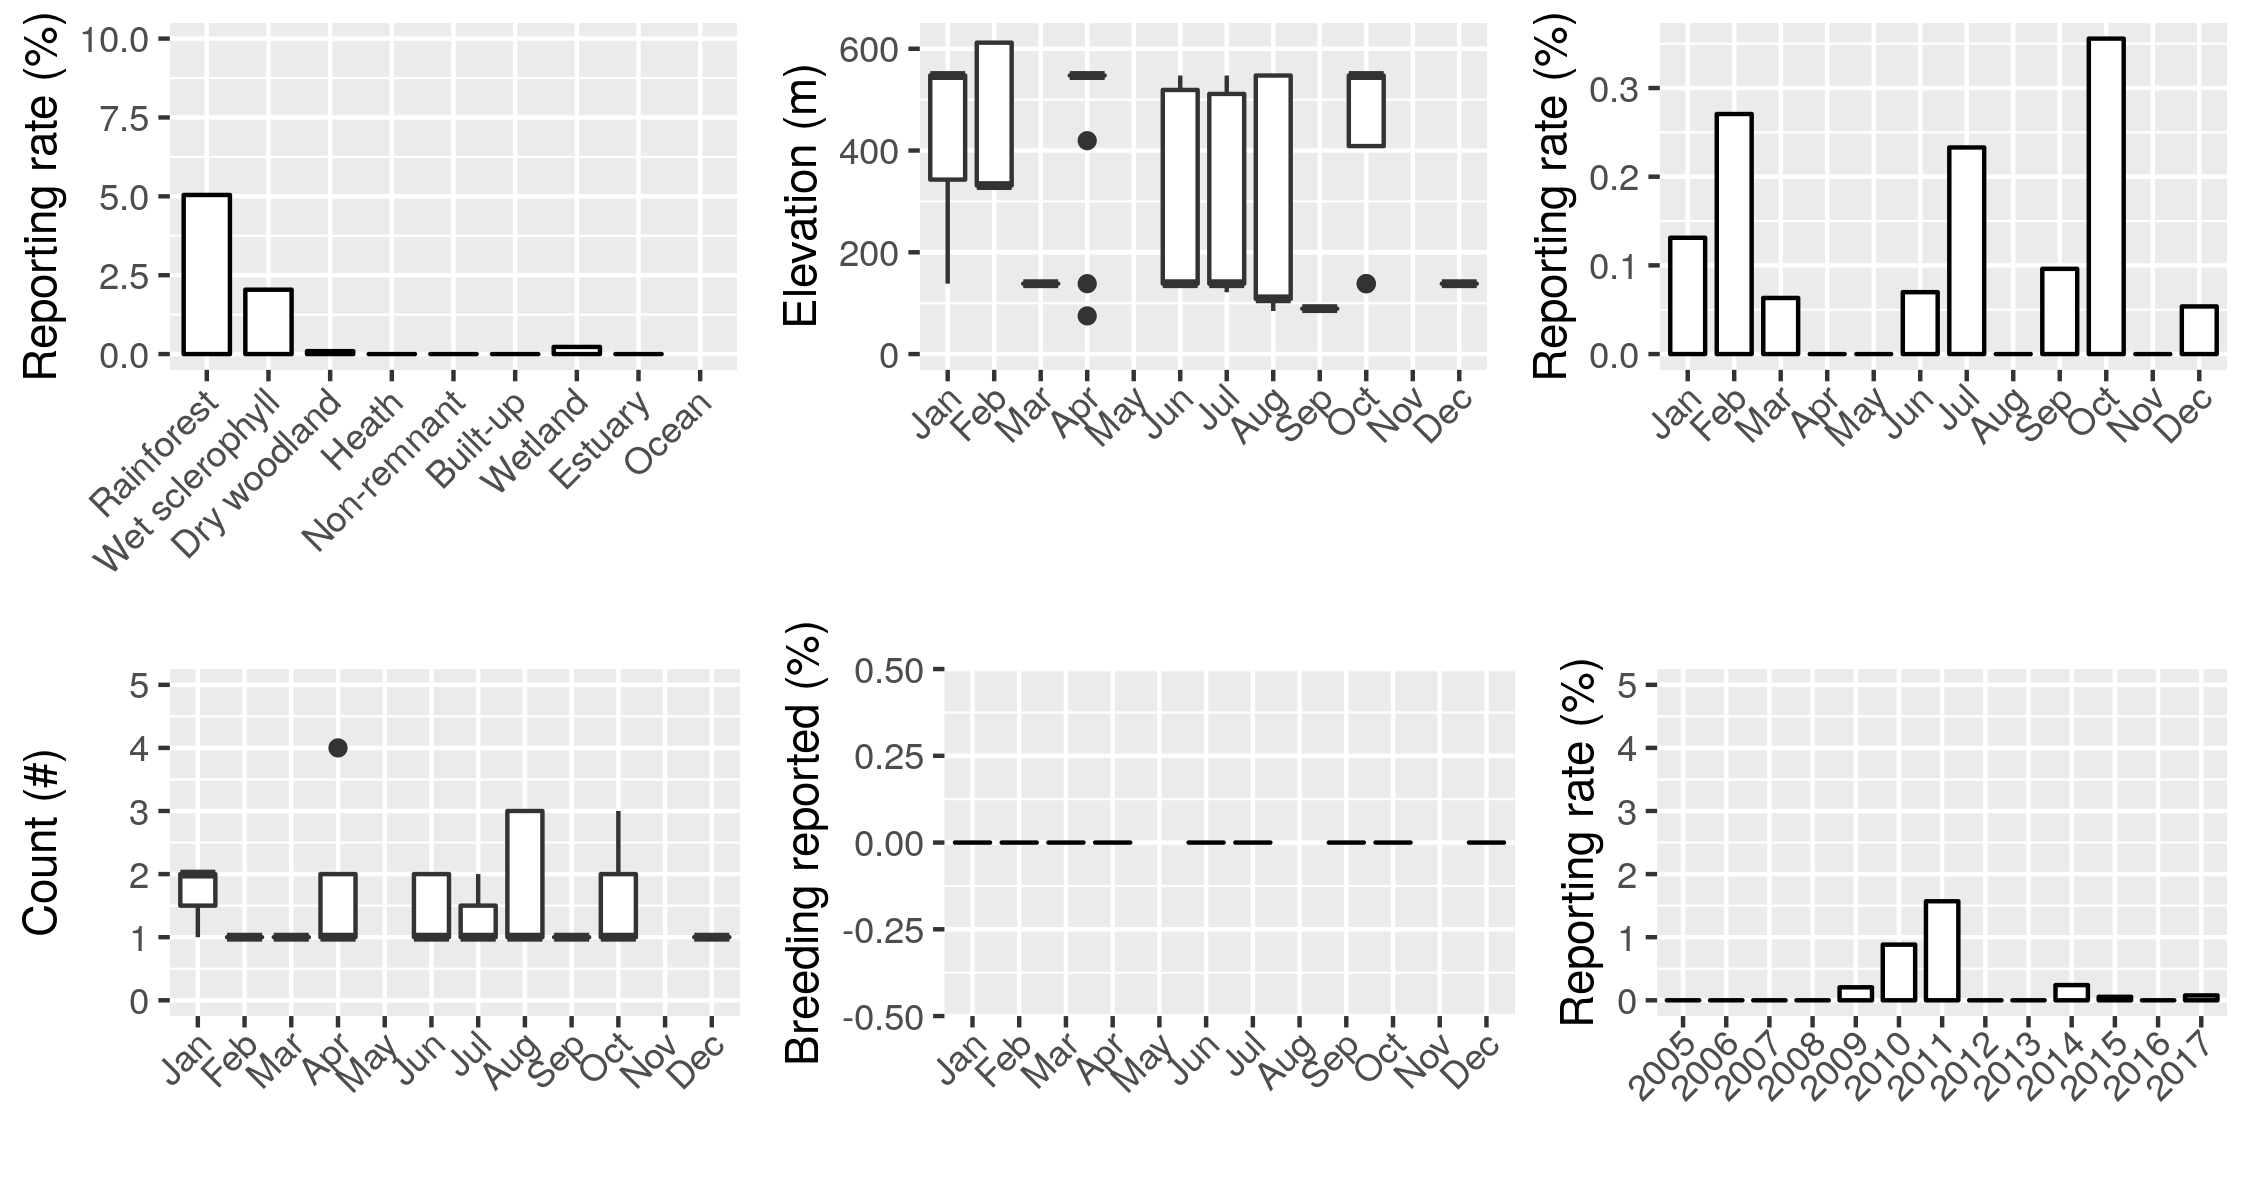 Reporting rate (%)
10.0
7.5
5.0
2.5
0.0
Rainforest
Wet sclerophyll
Dry woodland
Heath
Non-remnant
Built-up
Wetland
Estuary
Ocean
Elevation (m)
600
400
200
0
Jan
Feb
Mar
Apr
May
Jun
Jul
Aug
Sep
Oct
Nov
Dec
Reporting rate (%)
0.3
0.2
0.1
0.0
Jan
Feb
Mar
Apr
May
Jun
Jul
Aug
Sep
Oct
Nov
Dec
Count (#)
5
4
3
2
1
0
Jan
Feb
Mar
Apr
May
Jun
Jul
Aug
Sep
Oct
Nov
Dec
Breeding reported (%)
0.50
0.25
0.00
-0.25
-0.50
Jan
Feb
Mar
Apr
May
Jun
Jul
Aug
Sep
Oct
Nov
Dec
Reporting rate (%)
5
4
3
2
1
0
2005
2006
2007
2008
2009
2010
2011
2012
2013
2014
2015
2016
2017